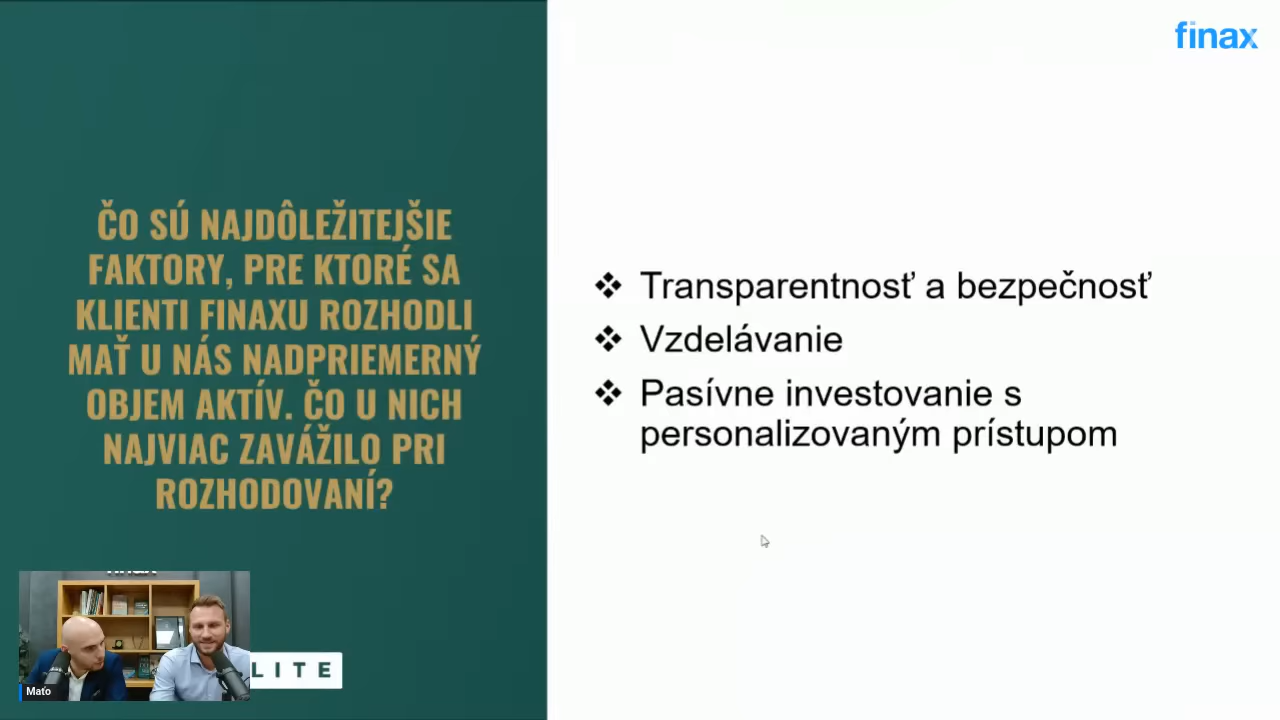 finax
ČO SÚ NAJDÔLEŽITEJŠIE
FAKTORY, PRE KTORÉ SA
KLIENTI FINAXU ROZHODLI
MAŤ U NÁS NADPRIEMERNÝ
OBJEM AKTÍV. ČO U NICH
NAJVIAC ZAVÁŽILO PRI
ROZHODOVANÍ?
Transparentnosť a bezpečnosť
Vzdelávanie
Pasívne investovanie s
personalizovaným prístupom
finax
Maťo
LITE